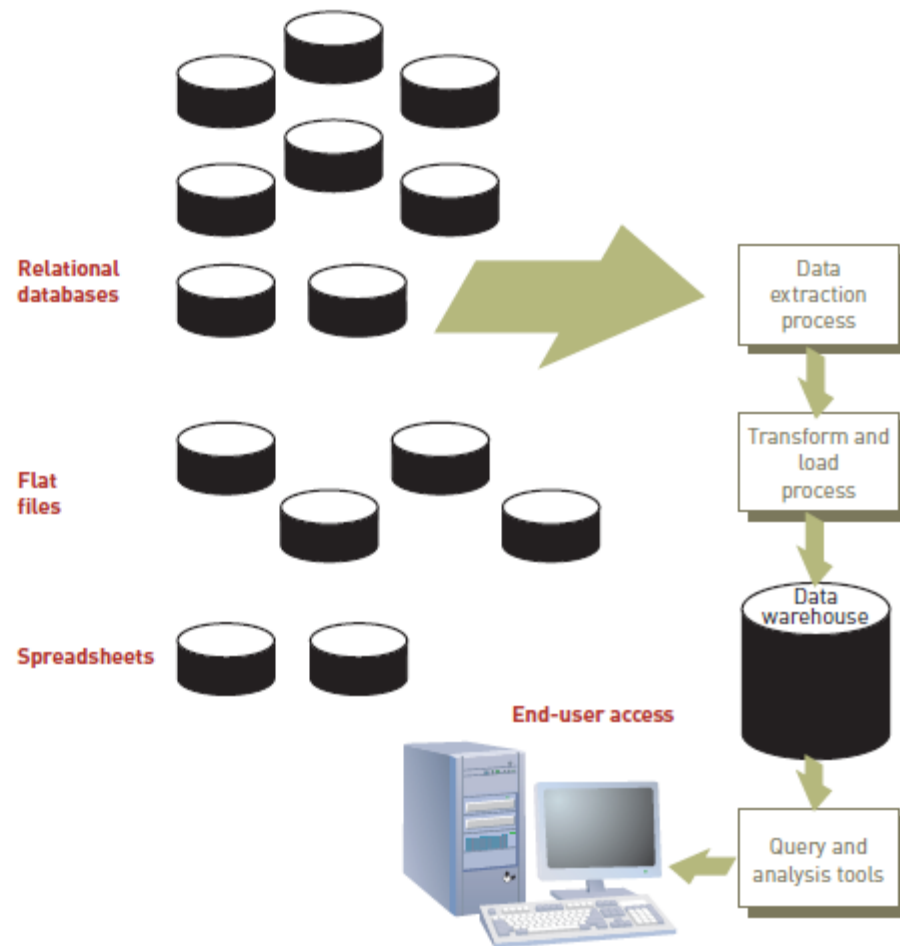 Relational
databases
Data
extraction
process
Transform and
load
process
Flat
files
Data
warehouse
Spreadsheets
End-user access
Query and
analysis tools